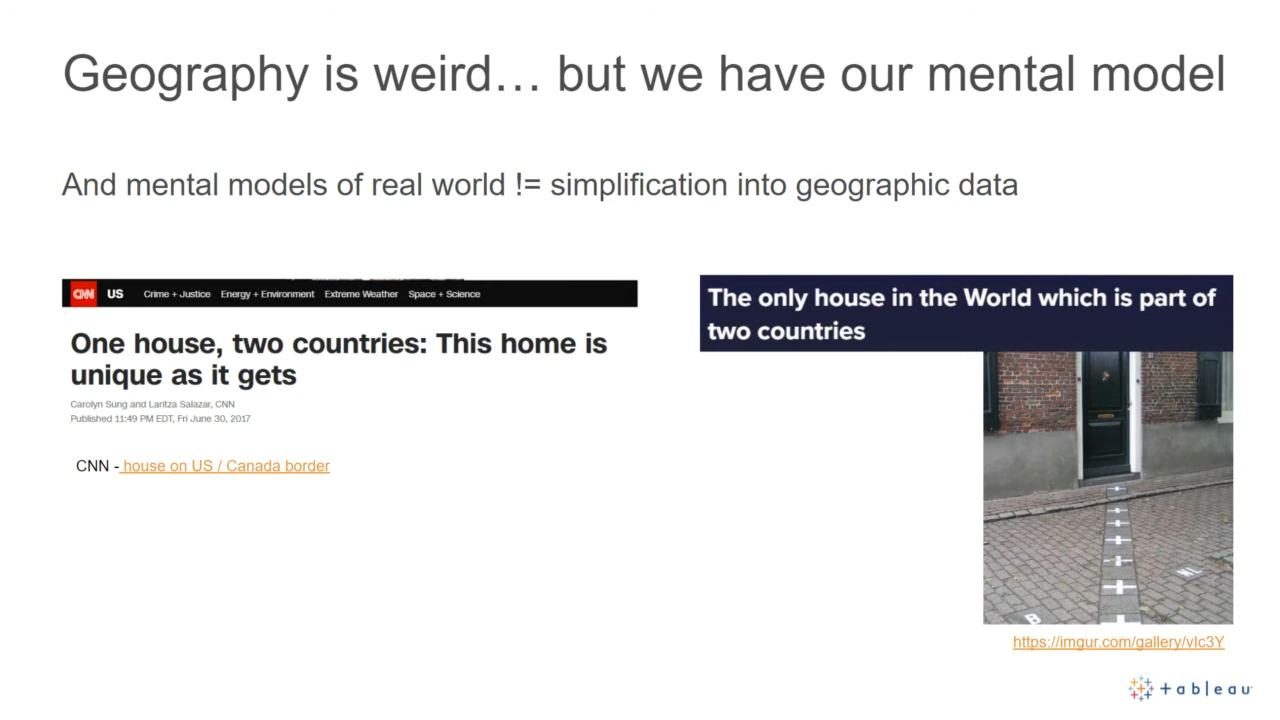 Geography is weird… but we have our mental model
And mental models of real world != simplification into geographic data
CNN US Crime + Justice Energy + Environment Extreme Weather Space + Science
One house, two countries: This home is
unique as it gets
Carolyn Sung and Laritza Salazar, CNN
Published 11:49 PM EDT, Fri June 30, 2017
CNN - house on US / Canada border
The only house in the World which is part of
two countries
NL
B
https://imgur.com/gallery/vIc3Y
+ableau